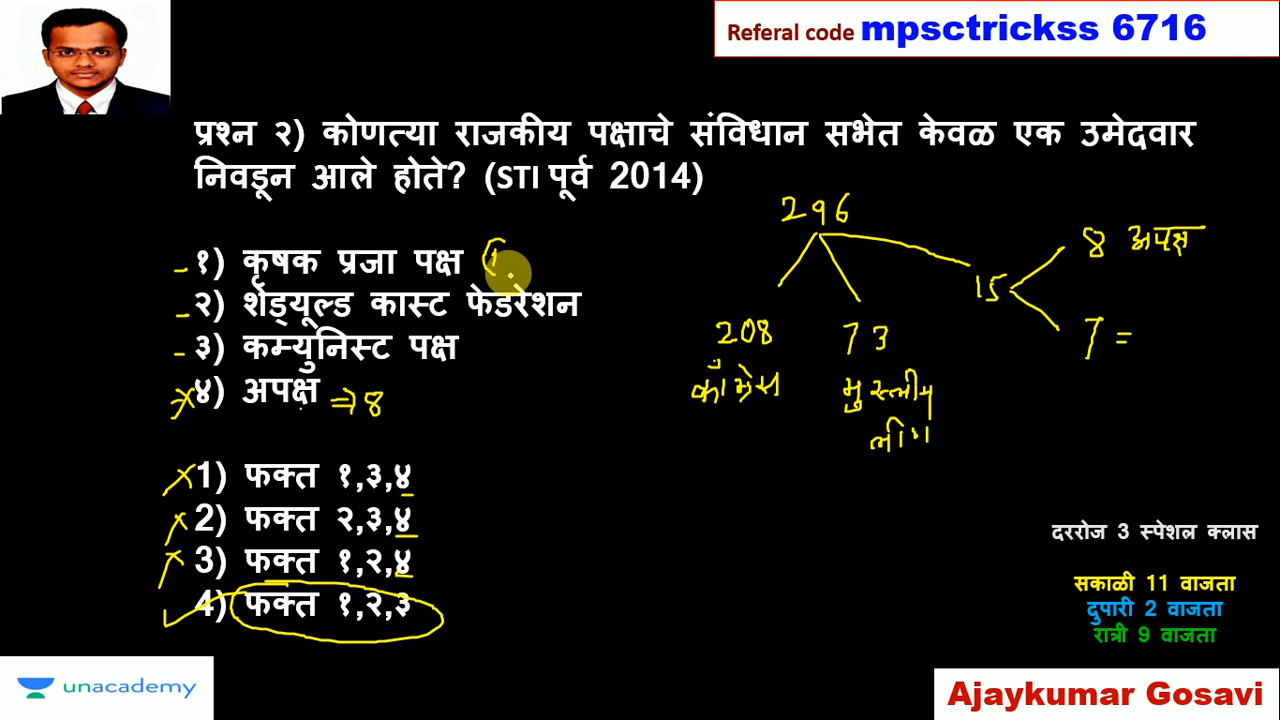 Referal code mpsctrickss 6716
प्रश्न २) कोणत्या राजकीय पक्षाचे संविधान सभेत केवळ एक उमेदवार
निवडून आले होते? (STI पूर्व 2014)
296
१) कृषक प्रजा पक्ष (1
8 अपक्ष
२) शेड्यूल्ड कास्ट फेडरेशन
15
३) कम्युनिस्ट पक्ष
208 73
7 =
४) अपक्ष ⇒ 8
काँग्रेस मुस्लीम
लीग
1) फक्त १,३,४
2) फक्त २,३,४
3) फक्त १,२,४
4) फक्त १,२,३
दररोज 3 स्पेशल क्लास
सकाळी 11 वाजता
दुपारी 2 वाजता
रात्री 9 वाजता
unacademy
Ajaykumar Gosavi